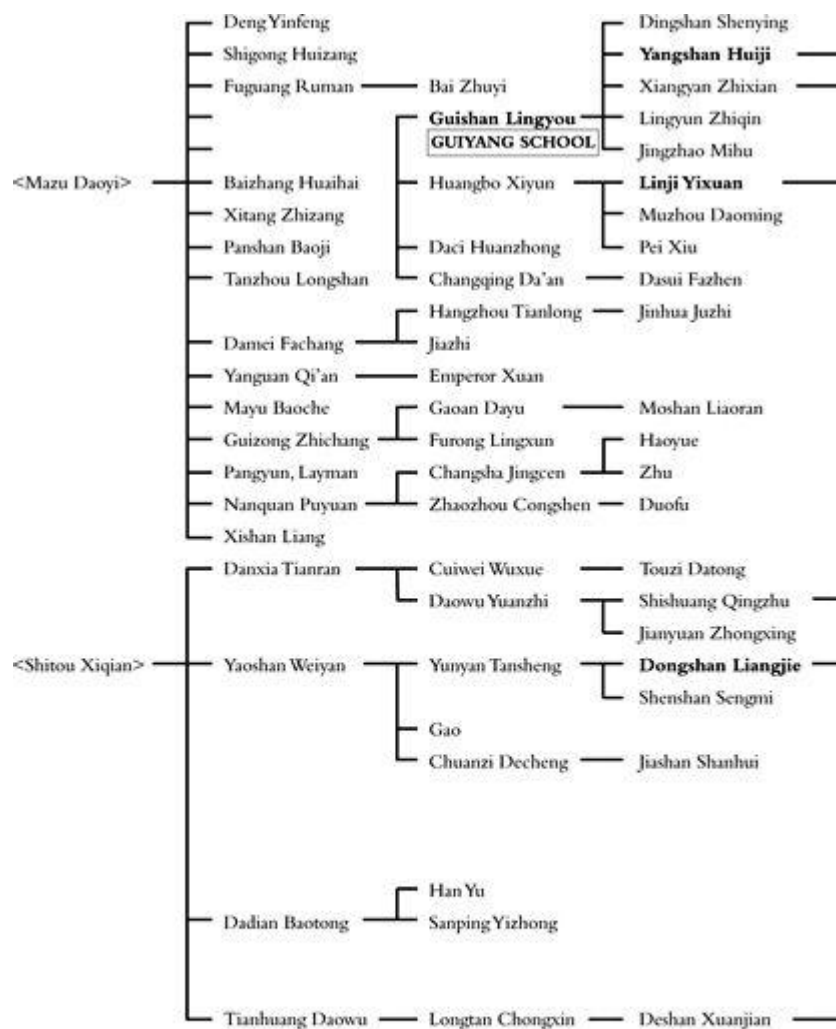 Deng Yinfeng Dingshan Shenying
Shigong Huizang Yangshan Huiji
Fuguang Ruman Bai Zhuyi Xiangyan Zhixian
Guishan Lingyou Lingyun Zhiqin
GUIYANG SCHOOL Jingzhao Mihu
<Mazu Daoyi> Baizhang Huaihai Huangbo Xiyun Linji Yixuan
Xitang Zhizang Muzhou Daoming
Panshan Baoji Daci Huanzhong Pei Xiu
Tanzhou Longshan Changqing Da'an Dasui Fazhen
Hangzhou Tianlong Jinhua Juzhi
Damei Fachang Jiazhi
Yanguan Qi'an Emperor Xuan
Mayu Baoche Gaoan Dayu Moshan Liaoran
Guizong Zhichang Furong Lingxun Haoyue
Pangyun, Layman Changsha Jingcen Zhu
Nanquan Puyuan Zhaozhou Congshen Duofu
Xishan Liang
Danxia Tianran Cuiwei Wuxue Touzi Datong
Daowu Yuanzhi Shishuang Qingzhu
Jianyuan Zhongxing
<Shitou Xiqian> Yaoshan Weiyan Yunyan Tansheng Dongshan Liangjie
Shenshan Sengmi
Gao
Chuanzi Decheng Jiashan Shanhui
Han Yu
Dadian Baotong Sanping Yizhong
Tianhuang Daowu Longtan Chongxin Deshan Xuanjian